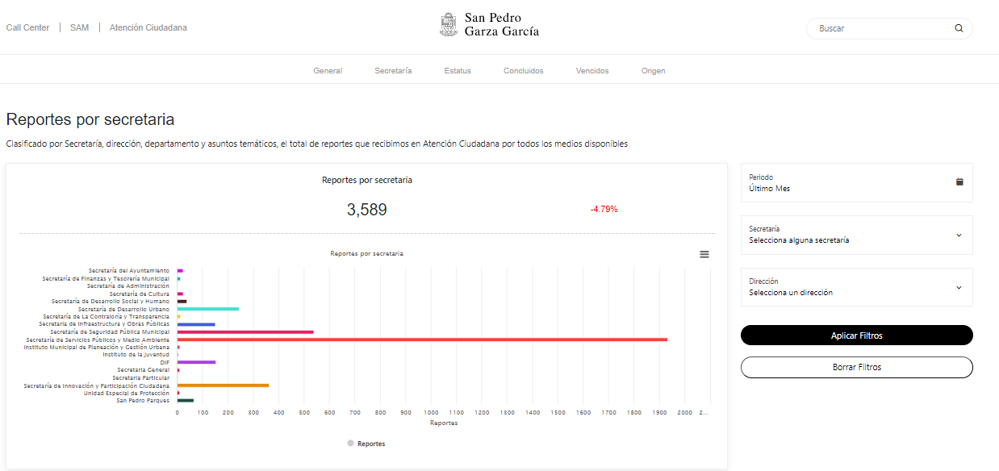 Call Center | SAM | Atención Ciudadana
San Pedro
Garza García
Buscar
General Secretaría Estatus Concluidos Vencidos Origen
Reportes por secretaria
Clasificado por Secretaría, dirección, departamento y asuntos temáticos, el total de reportes que recibimos en Atención Ciudadana por todos los medios disponibles
Reportes por secretaria
3,589
-4.79%
Reportes por secretaria
Secretaría del Ayuntamiento
Secretaría de Finanzas y Tesorería Municipal
Secretaría de Administración
Secretaría de Cultura
Secretaría de Desarrollo Social y Humano
Secretaría de Desarrollo Urbano
Secretaría de La Contraloría y Transparencia
Secretaría de Infraestructura y Obras Públicas
Secretaría de Seguridad Pública Municipal
Secretaría de Servicios Públicos y Medio Ambiente
Instituto Municipal de Planeación y Gestión Urbana
Instituto de la Juventud
DIF
Secretaria General
Secretaria Particular
Secretaría de Innovación y Participación Ciudadana
Unidad Especial de Protección
San Pedro Parques
0 100 200 300 400 500 600 700 800 900 1000 1100 1200 1300 1400 1500 1600 1700 1800 1900 2000 2...
Reportes
Reportes
Periodo
Último Mes
Secretaría
Selecciona alguna secretaría
Dirección
Selecciona un dirección
Aplicar Filtros
Borrar Filtros